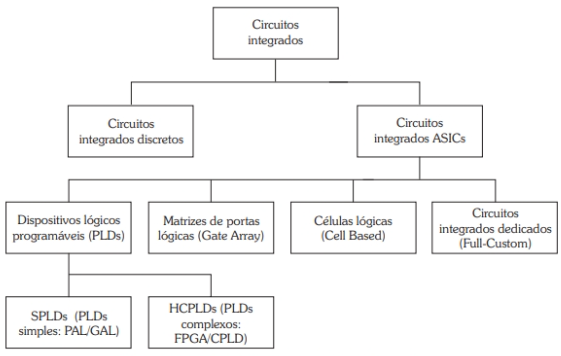 Circuitos
integrados
Circuitos
integrados discretos
Circuitos
integrados ASICs
Dispositivos lógicos
programáveis (PLDs)
Matrizes de portas
lógicas (Gate Array)
Células lógicas
(Cell Based)
Circuitos
integrados dedicados
(Full-Custom)
SPLDs (PLDs
simples: PAL/GAL)
HCPLDs (PLDs
complexos:
FPGA/CPLD)